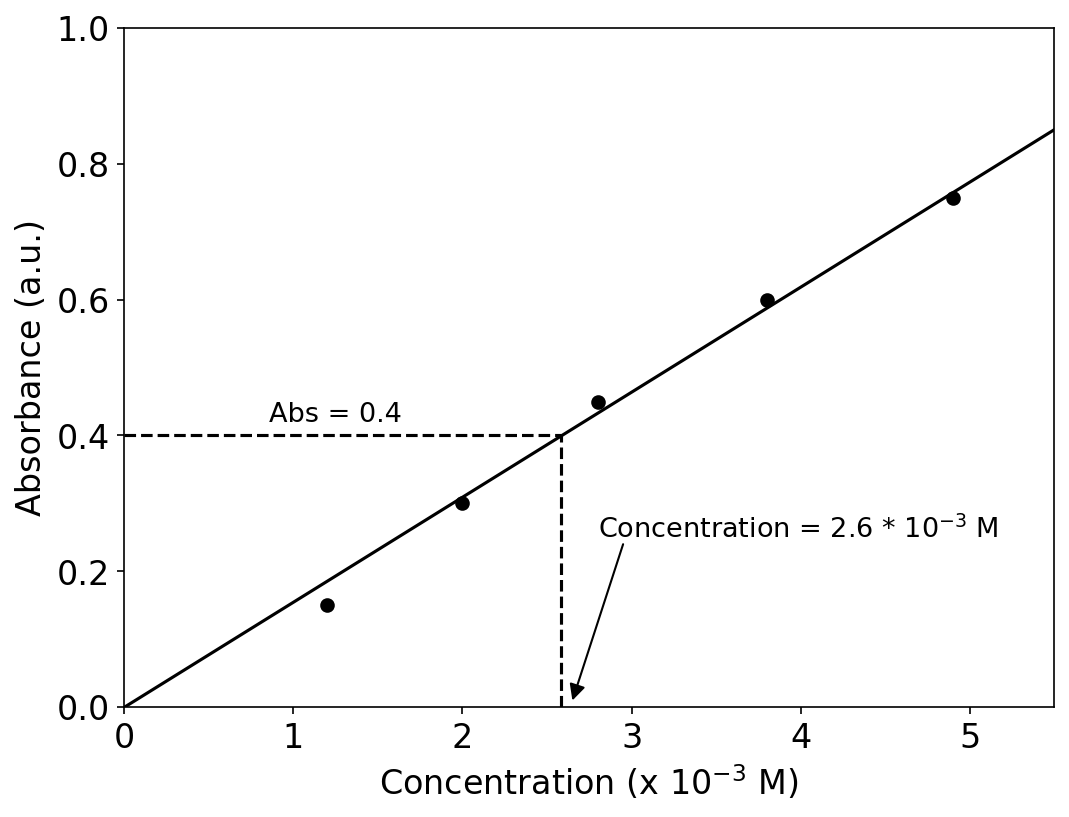 1.0
0.8
0.6
0.4
0.2
0.0
Absorbance (a.u.)
Abs = 0.4
Concentration = 2.6 * 10⁻³ M
0 1 2 3 4 5
Concentration (x 10⁻³ M)